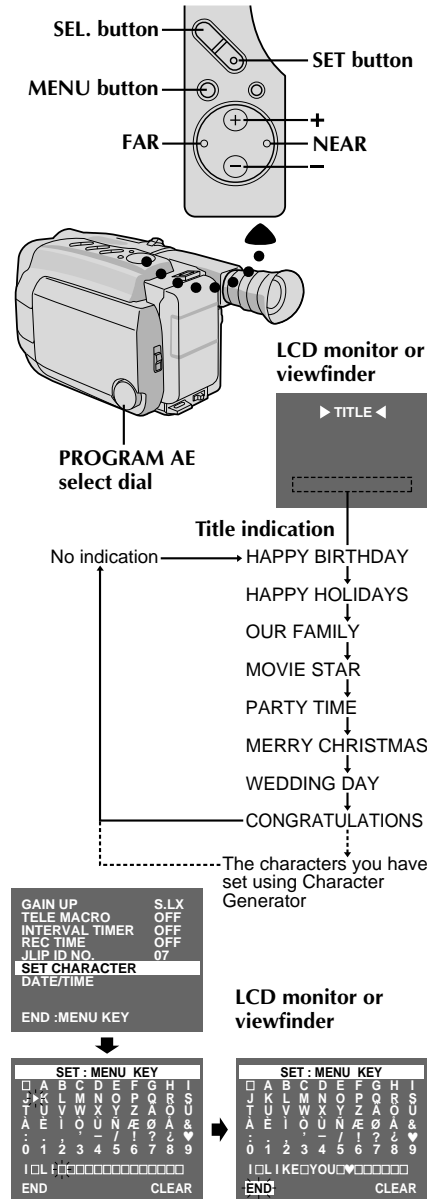 SEL. button
SET button
MENU button
+
FAR
NEAR
−
LCD monitor or
viewfinder
▶ TITLE ◀
PROGRAM AE
select dial
Title indication
No indication
HAPPY BIRTHDAY
HAPPY HOLIDAYS
OUR FAMILY
MOVIE STAR
PARTY TIME
MERRY CHRISTMAS
WEDDING DAY
CONGRATULATIONS
The characters you have
set using Character
Generator
GAIN UP S.LX
TELE MACRO OFF
INTERVAL TIMER OFF
REC TIME OFF
JLIP ID NO. 07
SET CHARACTER
DATE/TIME
END :MENU KEY
LCD monitor or
viewfinder
SET : MENU KEY
□ A B C D E F G H I
J K L M N O P Q R S
T U V W X Y Z Ä Ö Ü
À È Ì Ò Ù Ñ Æ Ø Å &
: . , ’ – / ! ? ¿ ♥
0 1 2 3 4 5 6 7 8 9
I□LI□□□□□□□□□□□□□□
END CLEAR
SET : MENU KEY
□ A B C D E F G H I
J K L M N O P Q R S
T U V W X Y Z Ä Ö Ü
À È Ì Ò Ù Ñ Æ Ø Å &
: . , ’ – / ! ? ¿ ♥
0 1 2 3 4 5 6 7 8 9
I□LIKE□YOU□♥□□□□□□
END CLEAR